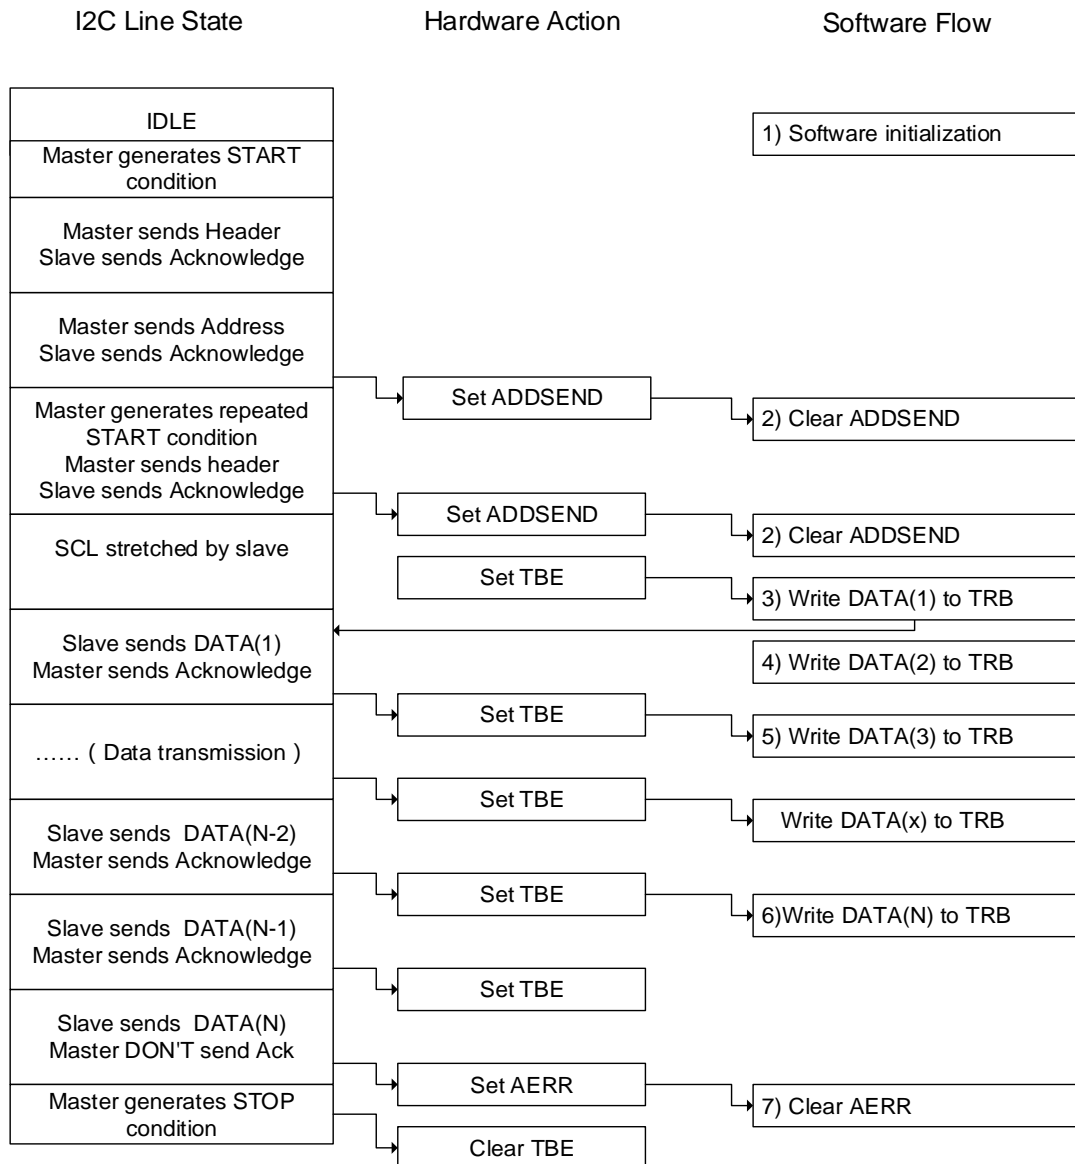 I2C Line State
Hardware Action
Software Flow
IDLE
1) Software initialization
Master generates START
condition
Master sends Header
Slave sends Acknowledge
Master sends Address
Slave sends Acknowledge
Set ADDSEND
2) Clear ADDSEND
Master generates repeated
START condition
Master sends header
Slave sends Acknowledge
Set ADDSEND
2) Clear ADDSEND
SCL stretched by slave
Set TBE
3) Write DATA(1) to TRB
Slave sends DATA(1)
Master sends Acknowledge
4) Write DATA(2) to TRB
Set TBE
5) Write DATA(3) to TRB
…… ( Data transmission )
Set TBE
Write DATA(x) to TRB
Slave sends DATA(N-2)
Master sends Acknowledge
Set TBE
6)Write DATA(N) to TRB
Slave sends DATA(N-1)
Master sends Acknowledge
Set TBE
Slave sends DATA(N)
Master DON'T send Ack
Set AERR
7) Clear AERR
Master generates STOP
condition
Clear TBE